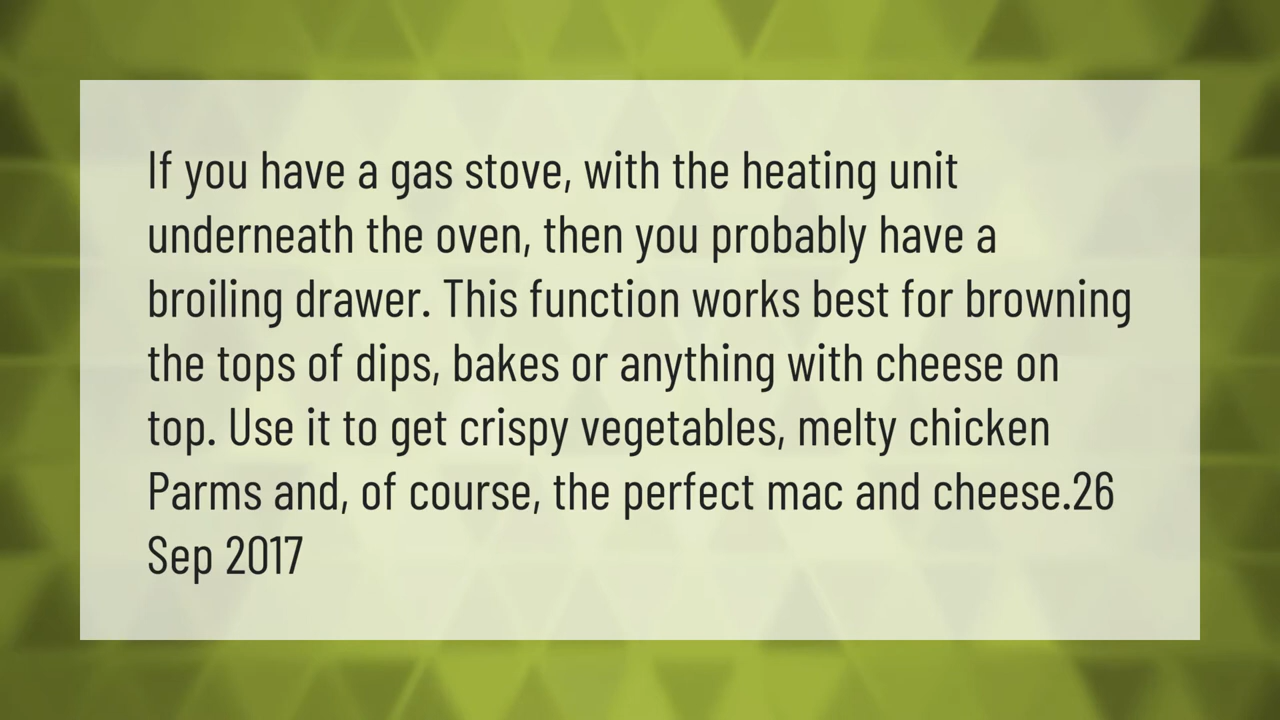 If you have a gas stove, with the heating unit
underneath the oven, then you probably have a
broiling drawer. This function works best for browning
the tops of dips, bakes or anything with cheese on
top. Use it to get crispy vegetables, melty chicken
Parms and, of course, the perfect mac and cheese.26
Sep 2017